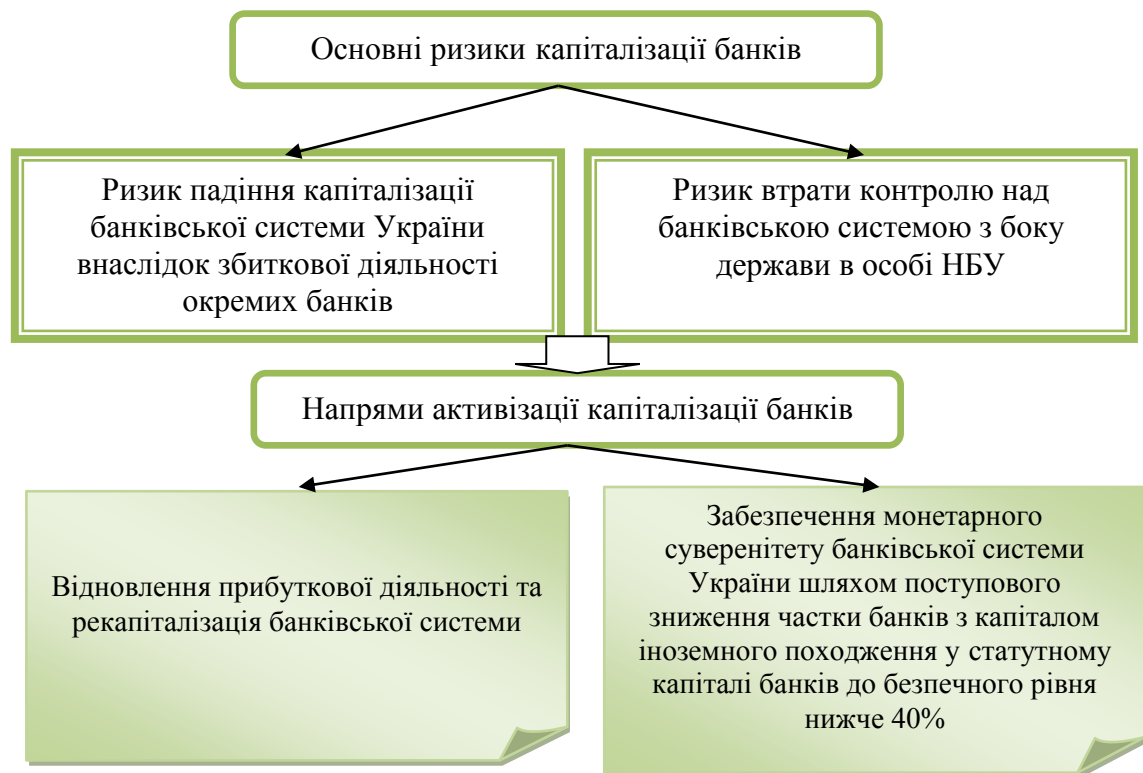 Основні ризики капіталізації банків
Ризик падіння капіталізації
банківської системи України
внаслідок збиткової діяльності
окремих банків
Ризик втрати контролю над
банківською системою з боку
держави в особі НБУ
Напрями активізації капіталізації банків
Відновлення прибуткової діяльності та
рекапіталізація банківської системи
Забезпечення монетарного
суверенітету банківської системи
України шляхом поступового
зниження частки банків з капіталом
іноземного походження у статутному
капіталі банків до безпечного рівня
нижче 40%